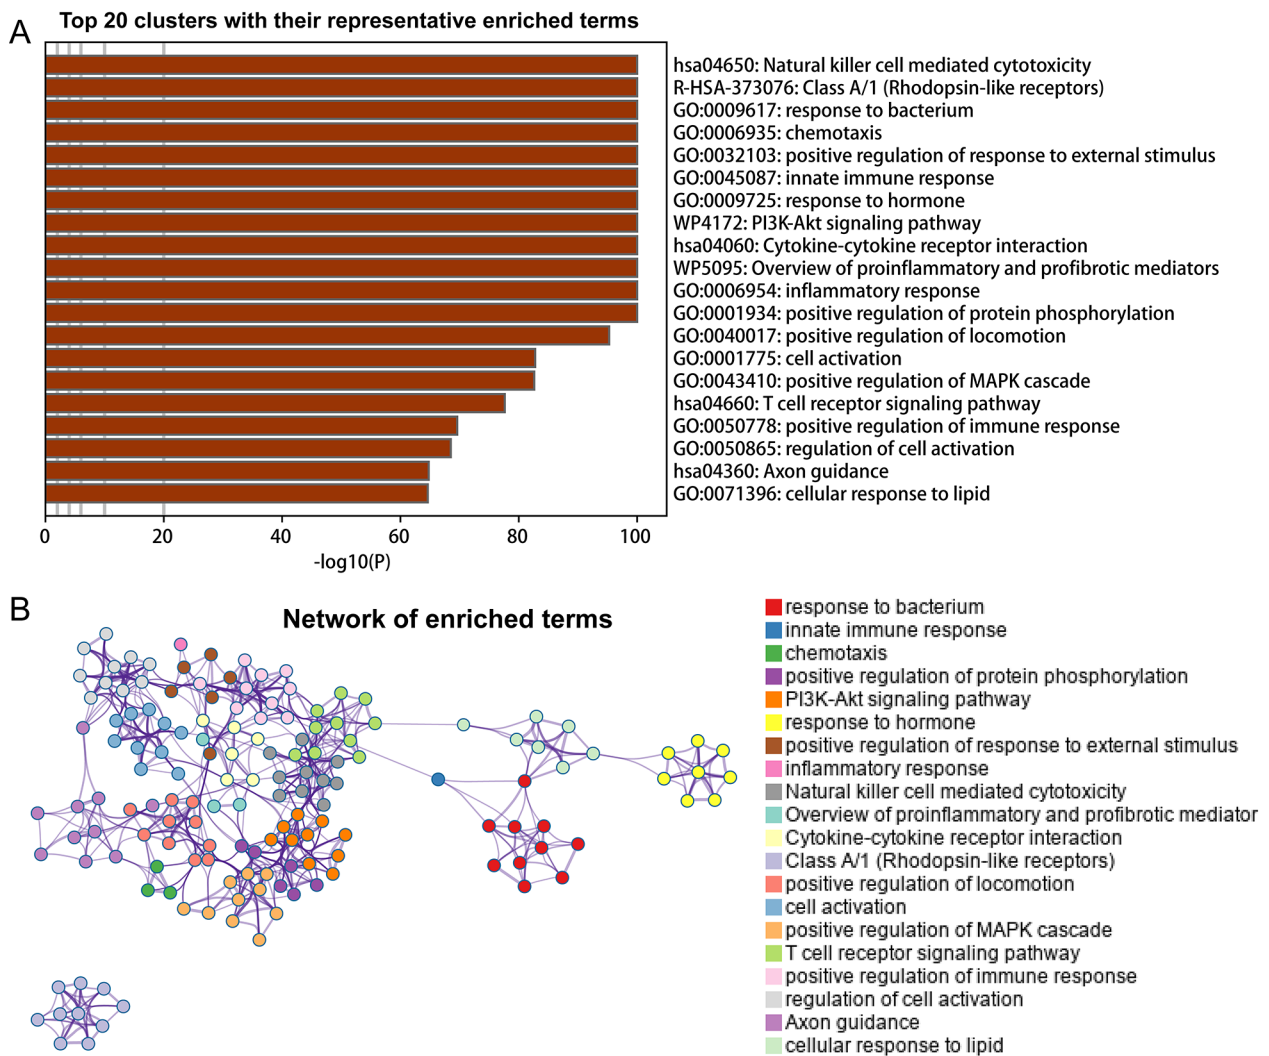 A
Top 20 clusters with their representative enriched terms
hsa04650: Natural killer cell mediated cytotoxicity
R-HSA-373076: Class A/1 (Rhodopsin-like receptors)
GO:0009617: response to bacterium
GO:0006935: chemotaxis
GO:0032103: positive regulation of response to external stimulus
GO:0045087: innate immune response
GO:0009725: response to hormone
WP4172: PI3K-Akt signaling pathway
hsa04060: Cytokine-cytokine receptor interaction
WP5095: Overview of proinflammatory and profibrotic mediators
GO:0006954: inflammatory response
GO:0001934: positive regulation of protein phosphorylation
GO:0040017: positive regulation of locomotion
GO:0001775: cell activation
GO:0043410: positive regulation of MAPK cascade
hsa04660: T cell receptor signaling pathway
GO:0050778: positive regulation of immune response
GO:0050865: regulation of cell activation
hsa04360: Axon guidance
GO:0071396: cellular response to lipid
0 20 40 60 80 100
-log10(P)
B
Network of enriched terms
response to bacterium
innate immune response
chemotaxis
positive regulation of protein phosphorylation
PI3K-Akt signaling pathway
response to hormone
positive regulation of response to external stimulus
inflammatory response
Natural killer cell mediated cytotoxicity
Overview of proinflammatory and profibrotic mediator
Cytokine-cytokine receptor interaction
Class A/1 (Rhodopsin-like receptors)
positive regulation of locomotion
cell activation
positive regulation of MAPK cascade
T cell receptor signaling pathway
positive regulation of immune response
regulation of cell activation
Axon guidance
cellular response to lipid